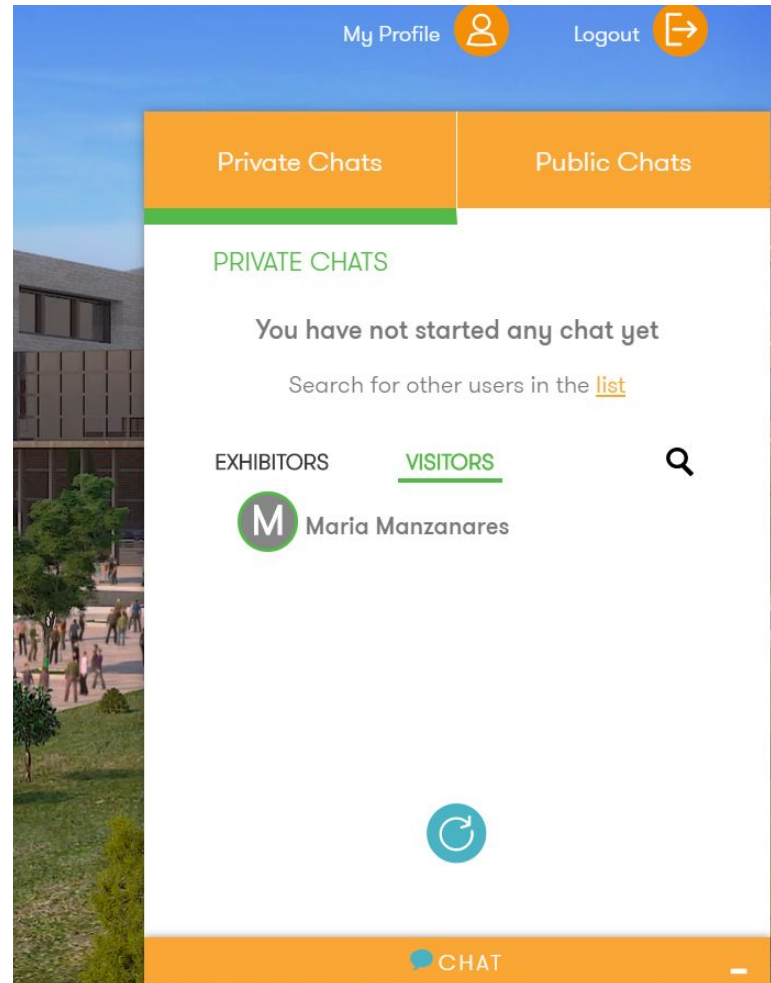 My Profile
Logout
Private Chats
Public Chats
PRIVATE CHATS
You have not started any chat yet
Search for other users in the list
EXHIBITORS
VISITORS
M
Maria Manzanares
CHAT